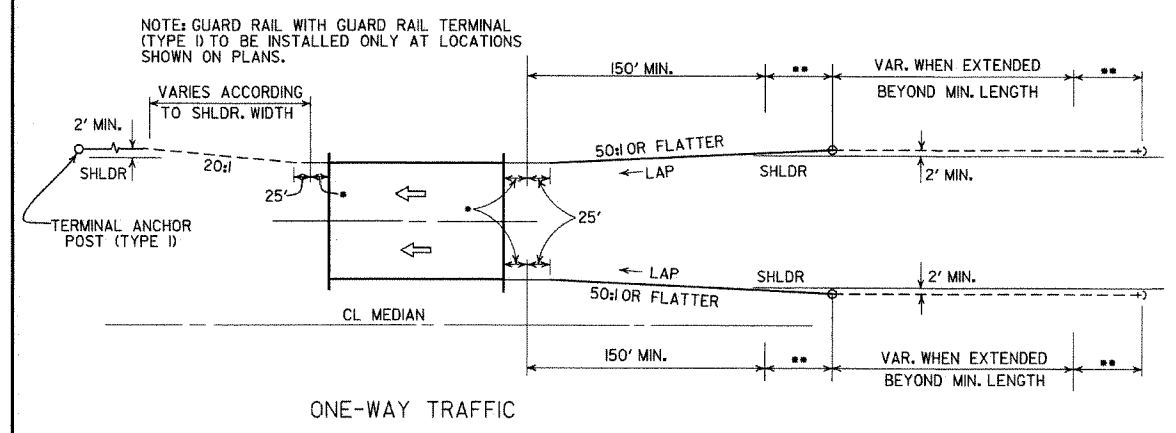 NOTE: GUARD RAIL WITH GUARD RAIL TERMINAL
(TYPE I) TO BE INSTALLED ONLY AT LOCATIONS
SHOWN ON PLANS.
150' MIN.
**
VAR. WHEN EXTENDED
BEYOND MIN. LENGTH
**
VARIES ACCORDING
TO SHLDR. WIDTH
2' MIN.
SHLDR
20:1
50:1 OR FLATTER
LAP
SHLDR
2' MIN.
25'
*
*
25'
TERMINAL ANCHOR
POST (TYPE I)
LAP
SHLDR
2' MIN.
50:1 OR FLATTER
CL MEDIAN
150' MIN.
**
VAR. WHEN EXTENDED
BEYOND MIN. LENGTH
**
ONE-WAY TRAFFIC